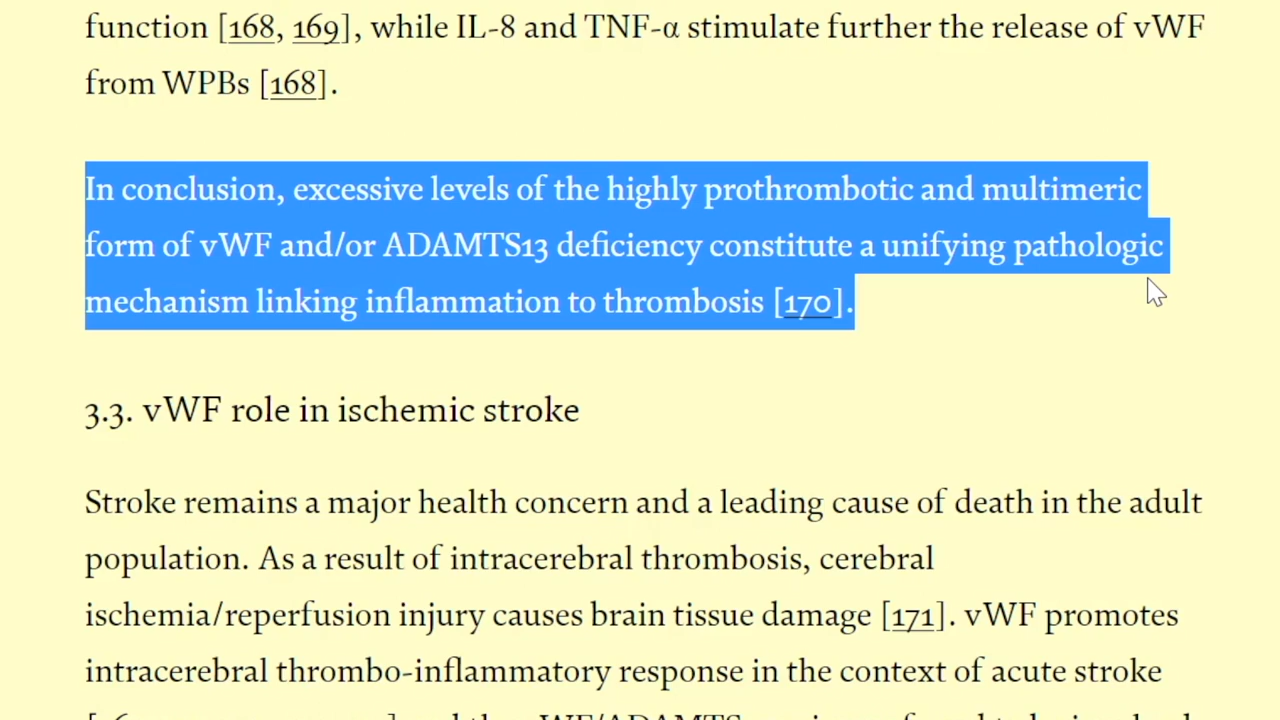 function [168, 169], while IL-8 and TNF-α stimulate further the release of vWF
from WPBs [168].
In conclusion, excessive levels of the highly prothrombotic and multimeric
form of vWF and/or ADAMTS13 deficiency constitute a unifying pathologic
mechanism linking inflammation to thrombosis [170].
3.3. vWF role in ischemic stroke
Stroke remains a major health concern and a leading cause of death in the adult
population. As a result of intracerebral thrombosis, cerebral
ischemia/reperfusion injury causes brain tissue damage [171]. vWF promotes
intracerebral thrombo-inflammatory response in the context of acute stroke